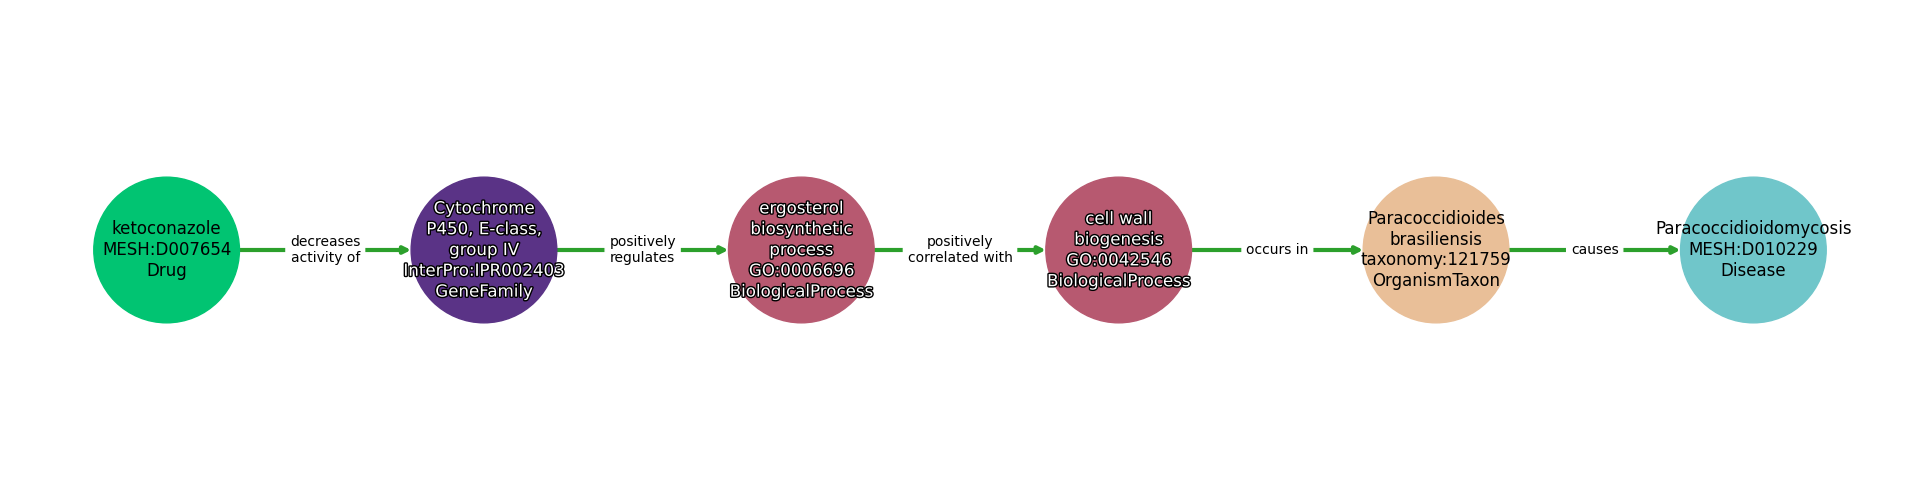 ketoconazole
MESH:D007654
Drug
decreases
activity of
Cytochrome
P450, E-class,
group IV
InterPro:IPR002403
GeneFamily
positively
regulates
ergosterol
biosynthetic
process
GO:0006696
BiologicalProcess
positively
correlated with
cell wall
biogenesis
GO:0042546
BiologicalProcess
occurs in
Paracoccidioides
brasiliensis
taxonomy:121759
OrganismTaxon
causes
Paracoccidioidomycosis
MESH:D010229
Disease